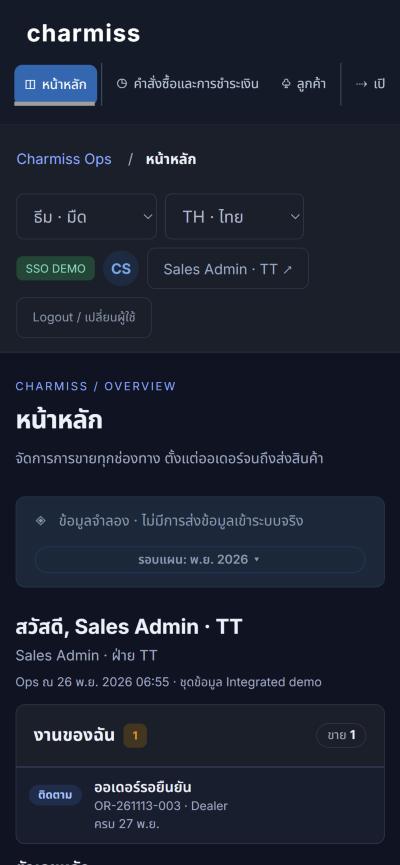 charmiss
หน้าหลัก
คำสั่งซื้อและการชำระเงิน
ลูกค้า
Charmiss Ops / หน้าหลัก
ธีม · มืด
TH · ไทย
SSO DEMO
CS
Sales Admin · TT ↗
Logout / เปลี่ยนผู้ใช้
CHARMISS / OVERVIEW
หน้าหลัก
จัดการการขายทุกช่องทาง ตั้งแต่ออเดอร์จนถึงส่งสินค้า
ข้อมูลจำลอง · ไม่มีการส่งข้อมูลเข้าระบบจริง
รอบแผน: พ.ย. 2026
สวัสดี, Sales Admin · TT
Sales Admin · ฝ่าย TT
Ops ณ 26 พ.ย. 2026 06:55 · ชุดข้อมูล Integrated demo
งานของฉัน 1
ขาย 1
ติดตาม
ออเดอร์รอยืนยัน
OR-261113-003 · Dealer
ครบ 27 พ.ย.